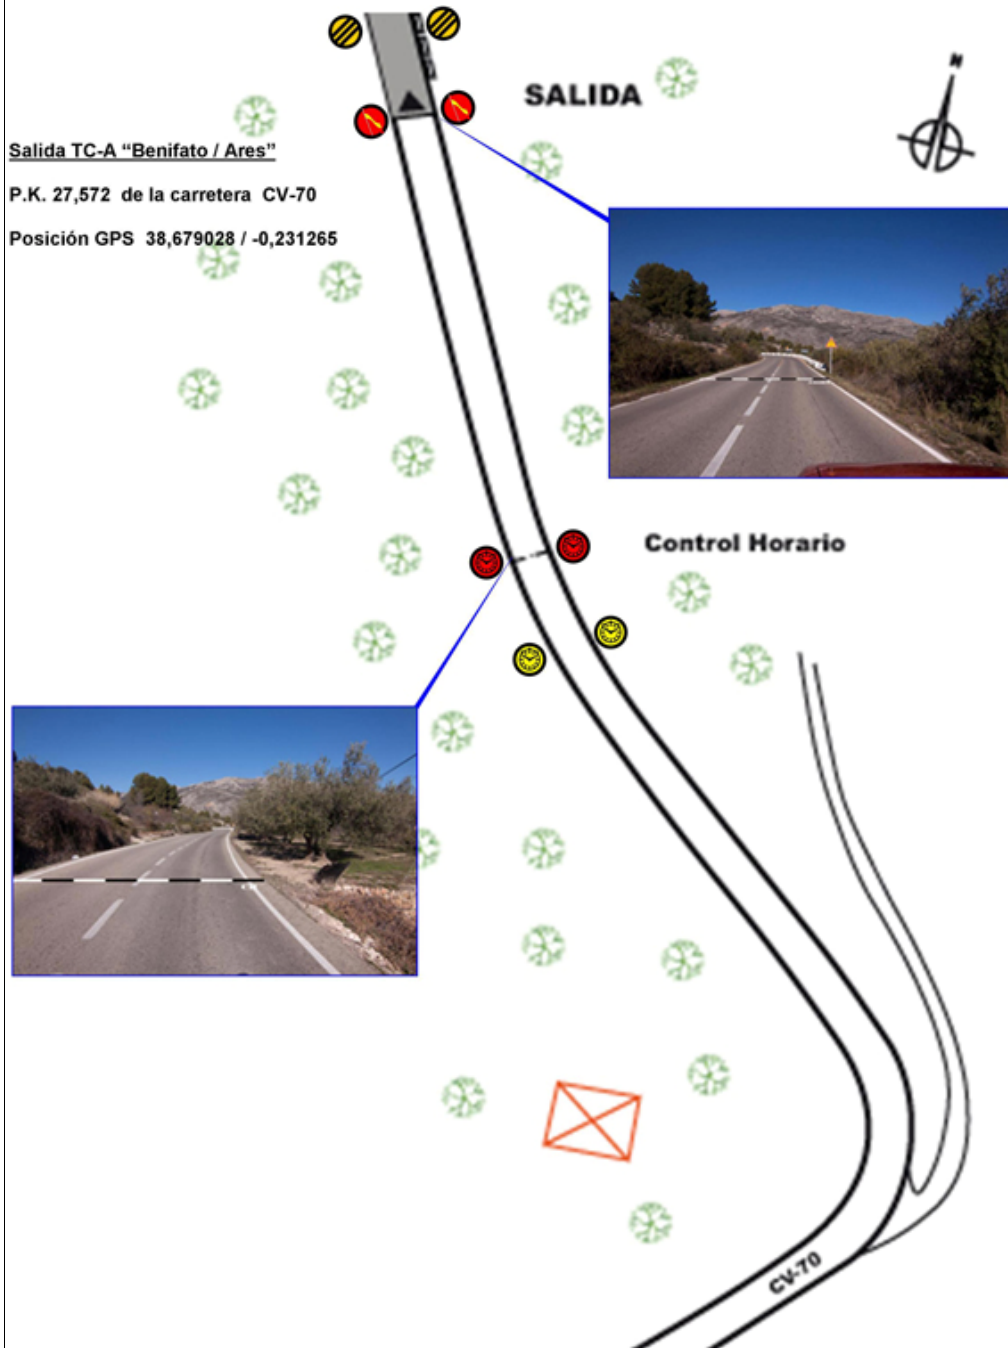 N
SALIDA
Salida TC-A “Benifato / Ares”
P.K. 27,572 de la carretera CV-70
Posición GPS 38,679028 / -0,231265
Control Horario
CV-70